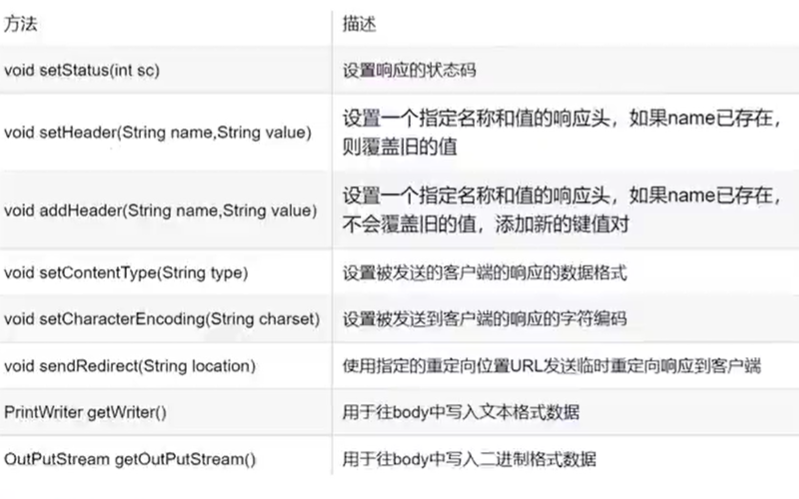 方法 描述
void setStatus(int sc) 设置响应的状态码
void setHeader(String name,String value) 设置一个指定名称和值的响应头，如果name已存在，
则覆盖旧的值
void addHeader(String name,String value) 设置一个指定名称和值的响应头，如果name已存在，
不会覆盖旧的值，添加新的键值对
void setContentType(String type) 设置被发送的客户端的响应的数据格式
void setCharacterEncoding(String charset) 设置被发送到客户端的响应的字符编码
void sendRedirect(String location) 使用指定的重定向位置URL发送临时重定向响应到客户端
PrintWriter getWriter() 用于往body中写入文本格式数据
OutPutStream getOutPutStream() 用于往body中写入二进制格式数据